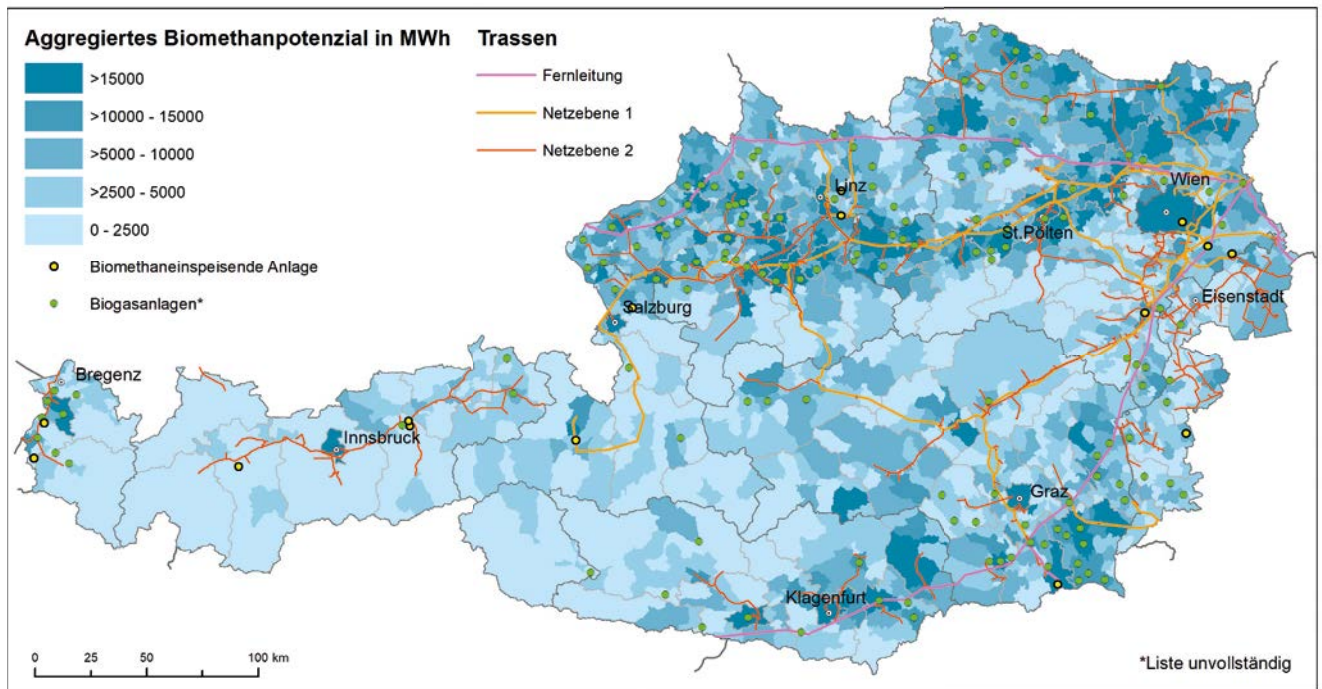 Aggregiertes Biomethanpotenzial in MWh
>15000
>10000 - 15000
>5000 - 10000
>2500 - 5000
0 - 2500
Biomethaneinspeisende Anlage
Biogasanlagen*
Trassen
Fernleitung
Netzebene 1
Netzebene 2
Linz
Wien
St.Pölten
Eisenstadt
Salzburg
Bregenz
Innsbruck
Graz
Klagenfurt
0 25 50 100 km
*Liste unvollständig